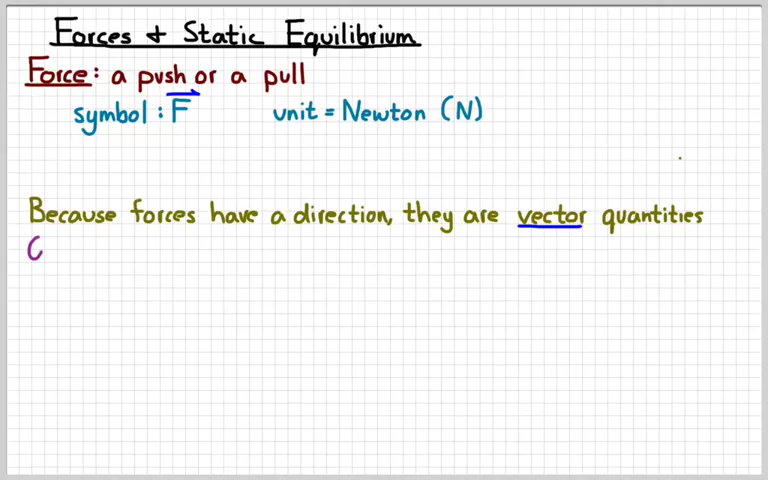 Forces & Static Equilibrium
Force: a push or a pull
symbol: F⃗ unit = Newton (N)
Because forces have a direction, they are vector quantities
C